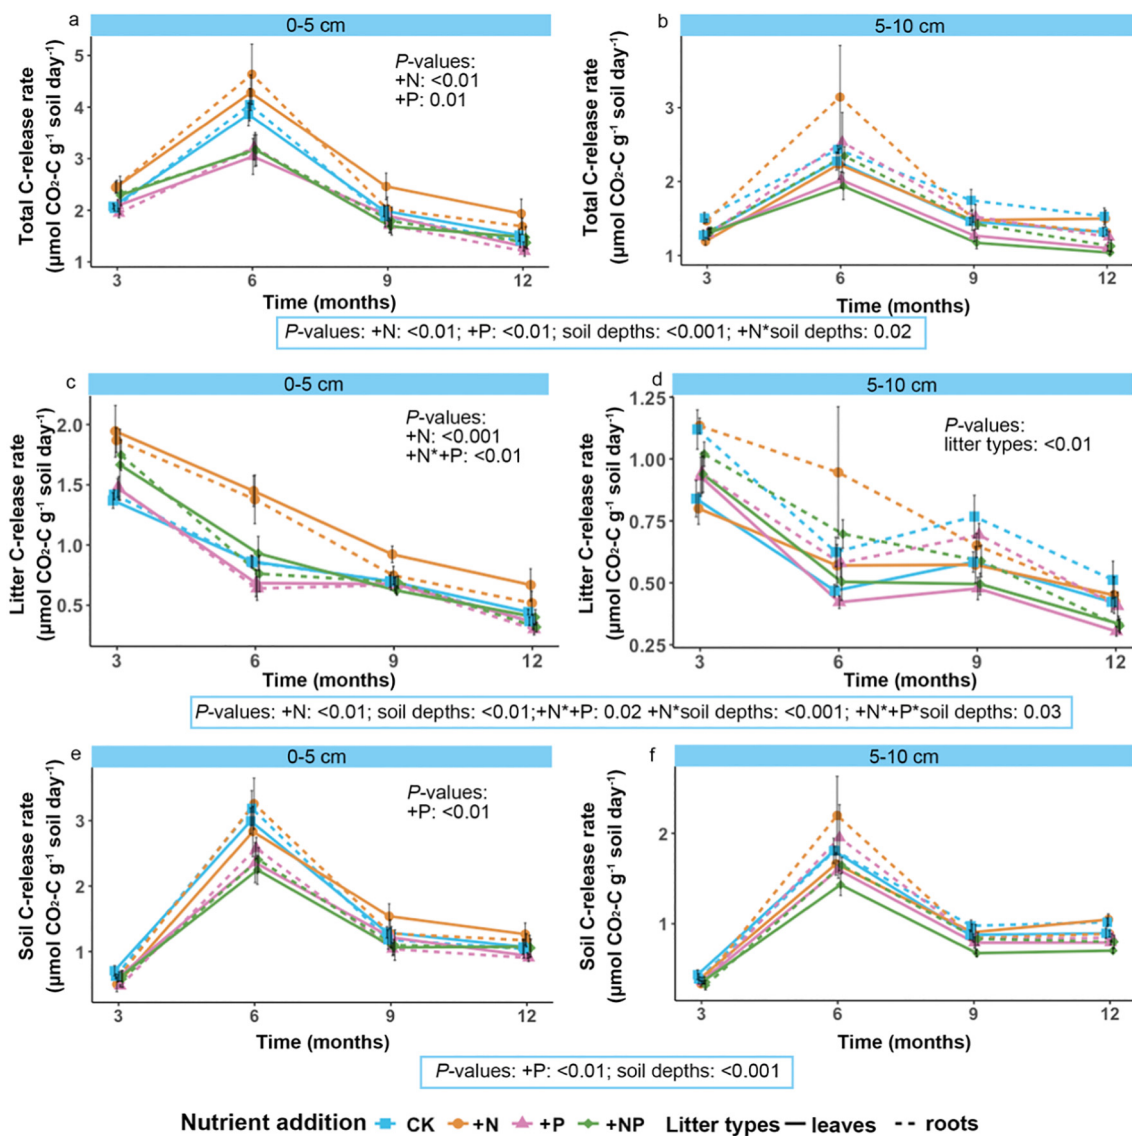 a
0-5 cm
Total C-release rate
(μmol CO₂-C g⁻¹ soil day⁻¹)
5
4
3
2
1
P-values:
+N: <0.01
+P: 0.01
3 6 9 12
Time (months)
b
5-10 cm
Total C-release rate
(μmol CO₂-C g⁻¹ soil day⁻¹)
3
2
1
3 6 9 12
Time (months)
P-values: +N: <0.01; +P: <0.01; soil depths: <0.001; +N*soil depths: 0.02
c
0-5 cm
Litter C-release rate
(μmol CO₂-C g⁻¹ soil day⁻¹)
2.0
1.5
1.0
0.5
P-values:
+N: <0.001
+N*+P: <0.01
3 6 9 12
Time (months)
d
5-10 cm
Litter C-release rate
(μmol CO₂-C g⁻¹ soil day⁻¹)
1.25
1.00
0.75
0.50
0.25
P-values:
litter types: <0.01
3 6 9 12
Time (months)
P-values: +N: <0.01; soil depths: <0.01;+N*+P: 0.02 +N*soil depths: <0.001; +N*+P*soil depths: 0.03
e
0-5 cm
Soil C-release rate
(μmol CO₂-C g⁻¹ soil day⁻¹)
3
2
1
P-values:
+P: <0.01
3 6 9 12
Time (months)
f
5-10 cm
Soil C-release rate
(μmol CO₂-C g⁻¹ soil day⁻¹)
2
1
3 6 9 12
Time (months)
P-values: +P: <0.01; soil depths: <0.001
Nutrient addition CK +N +P +NP Litter types leaves roots